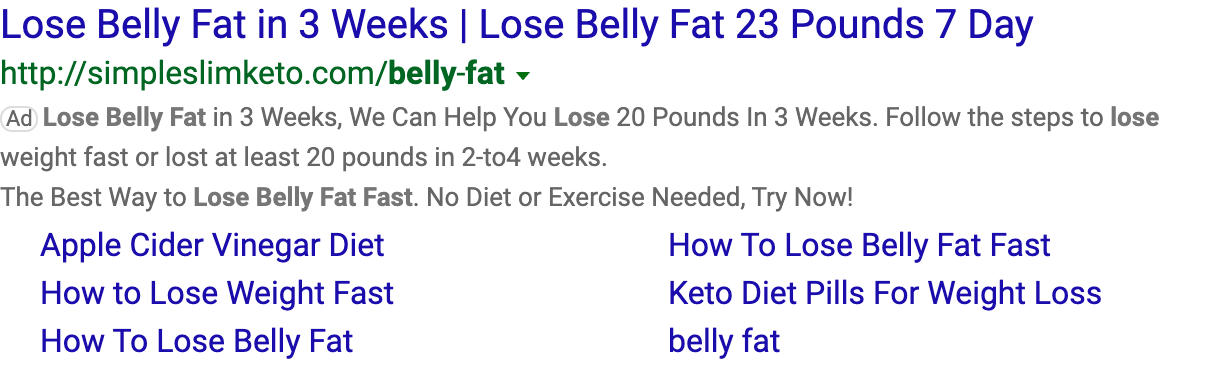 Lose Belly Fat in 3 Weeks | Lose Belly Fat 23 Pounds 7 Day
http://simpleslimketo.com/belly-fat
Ad Lose Belly Fat in 3 Weeks, We Can Help You Lose 20 Pounds In 3 Weeks. Follow the steps to lose
weight fast or lost at least 20 pounds in 2-to4 weeks.
The Best Way to Lose Belly Fat Fast. No Diet or Exercise Needed, Try Now!
Apple Cider Vinegar Diet
How To Lose Belly Fat Fast
How to Lose Weight Fast
Keto Diet Pills For Weight Loss
How To Lose Belly Fat
belly fat